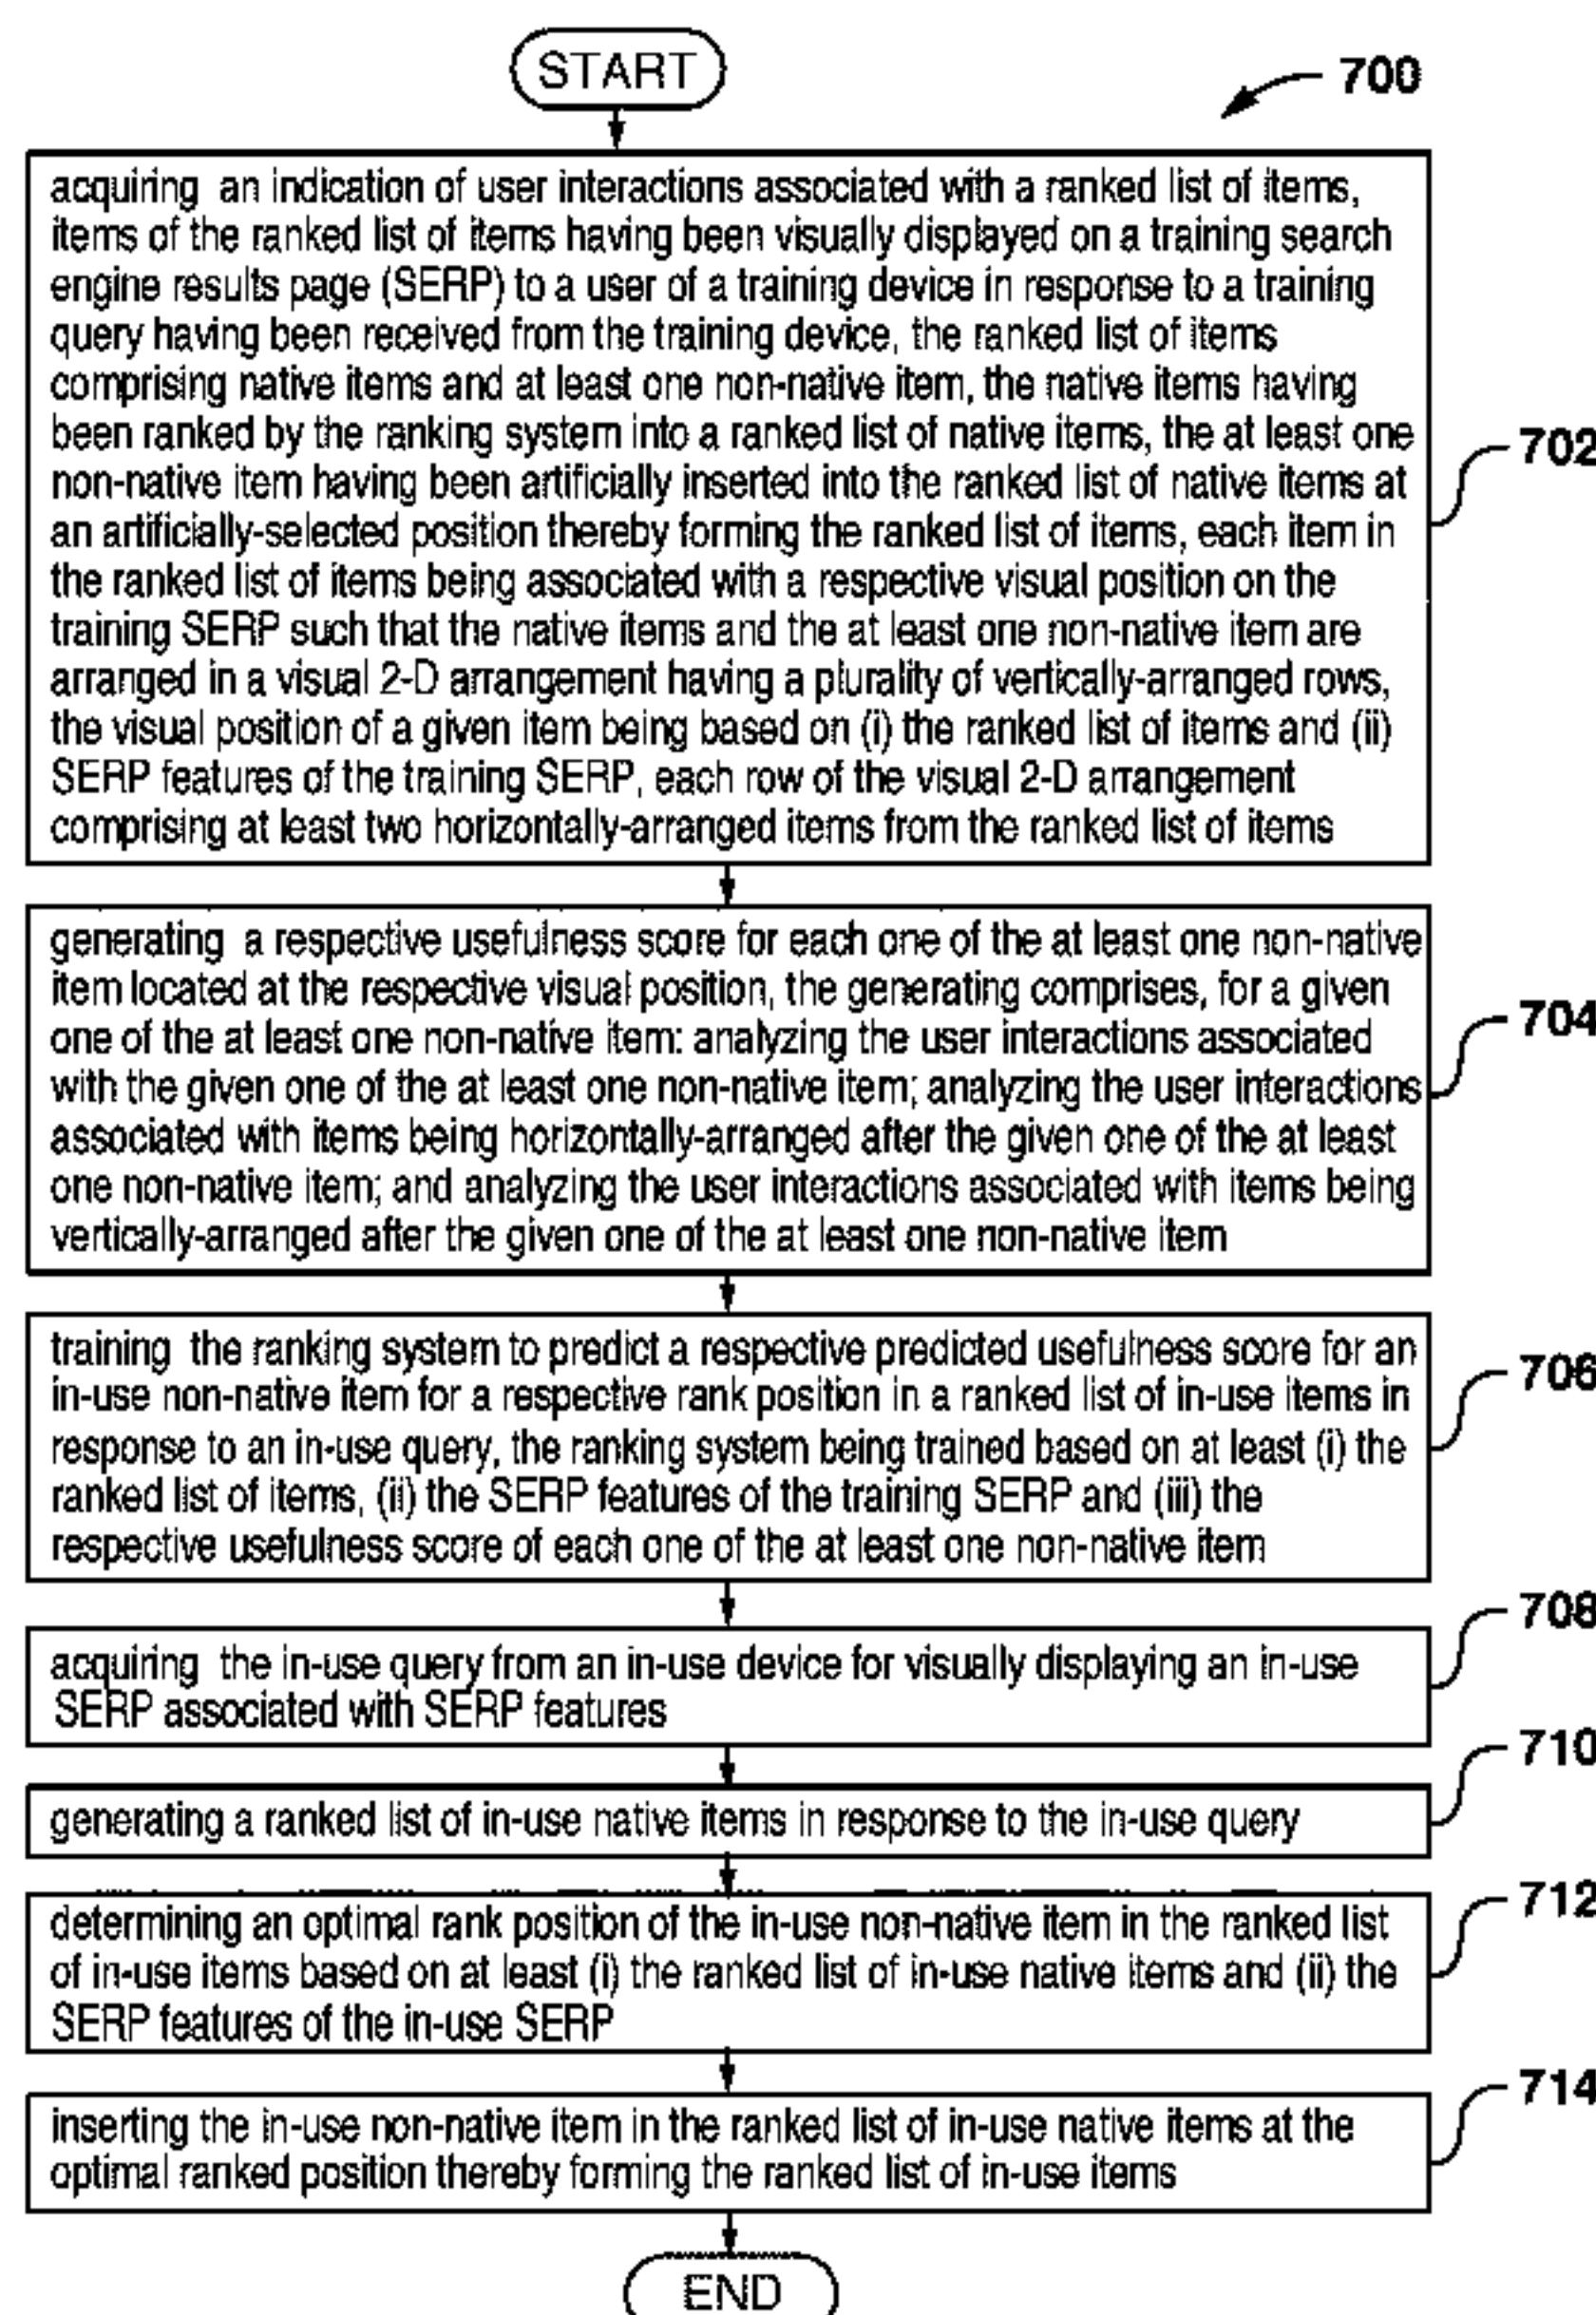 START
700
acquiring an indication of user interactions associated with a ranked list of items,
items of the ranked list of items having been visually displayed on a training search
engine results page (SERP) to a user of a training device in response to a training
query having been received from the training device, the ranked list of items
comprising native items and at least one non-native item, the native items having
been ranked by the ranking system into a ranked list of native items, the at least one
non-native item having been artificially inserted into the ranked list of native items at
an artificially-selected position thereby forming the ranked list of items, each item in
the ranked list of items being associated with a respective visual position on the
training SERP such that the native items and the at least one non-native item are
arranged in a visual 2-D arrangement having a plurality of vertically-arranged rows,
the visual position of a given item being based on (i) the ranked list of items and (ii)
SERP features of the training SERP, each row of the visual 2-D arrangement
comprising at least two horizontally-arranged items from the ranked list of items
702
generating a respective usefulness score for each one of the at least one non-native
item located at the respective visual position, the generating comprises, for a given
one of the at least one non-native item: analyzing the user interactions associated
with the given one of the at least one non-native item; analyzing the user interactions
associated with items being horizontally-arranged after the given one of the at least
one non-native item; and analyzing the user interactions associated with items being
vertically-arranged after the given one of the at least one non-native item
704
training the ranking system to predict a respective predicted usefulness score for an
in-use non-native item for a respective rank position in a ranked list of in-use items in
response to an in-use query, the ranking system being trained based on at least (i) the
ranked list of items, (ii) the SERP features of the training SERP and (iii) the
respective usefulness score of each one of the at least one non-native item
706
acquiring the in-use query from an in-use device for visually displaying an in-use
SERP associated with SERP features
708
generating a ranked list of in-use native items in response to the in-use query
710
determining an optimal rank position of the in-use non-native item in the ranked list
of in-use items based on at least (i) the ranked list of in-use native items and (ii) the
SERP features of the in-use SERP
712
inserting the in-use non-native item in the ranked list of in-use native items at the
optimal ranked position thereby forming the ranked list of in-use items
714
END